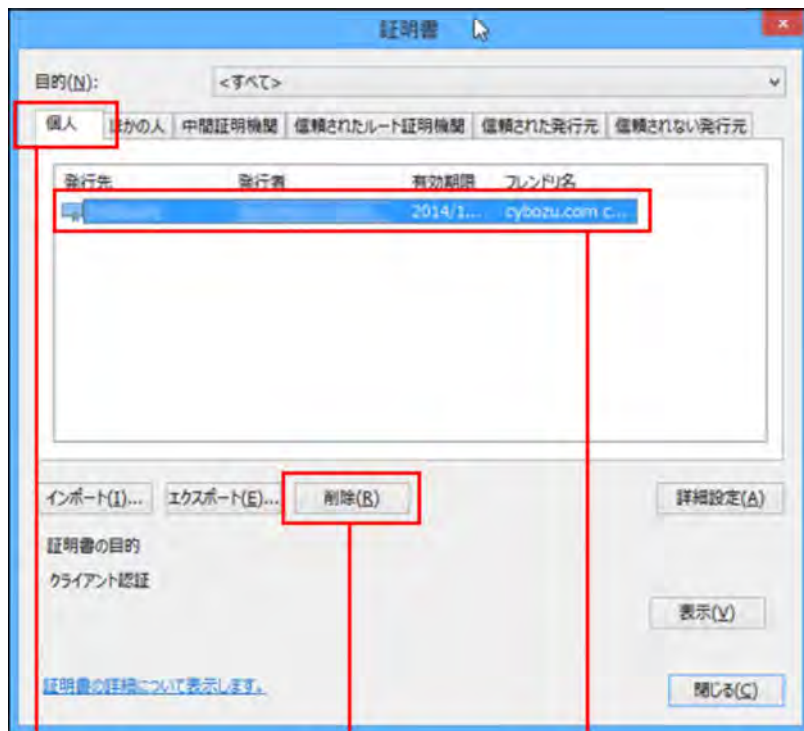 証明書
目的(N): <すべて>
個人 ほかの人 中間証明機関 信頼されたルート証明機関 信頼された発行元 信頼されない発行元
発行先 発行者 有効期限 フレンドリ名
2014/1... cybozu.com c...
インポート(I)... エクスポート(E)... 削除(R) 詳細設定(A)
証明書の目的
クライアント認証
表示(V)
証明書の詳細について表示します。
閉じる(C)